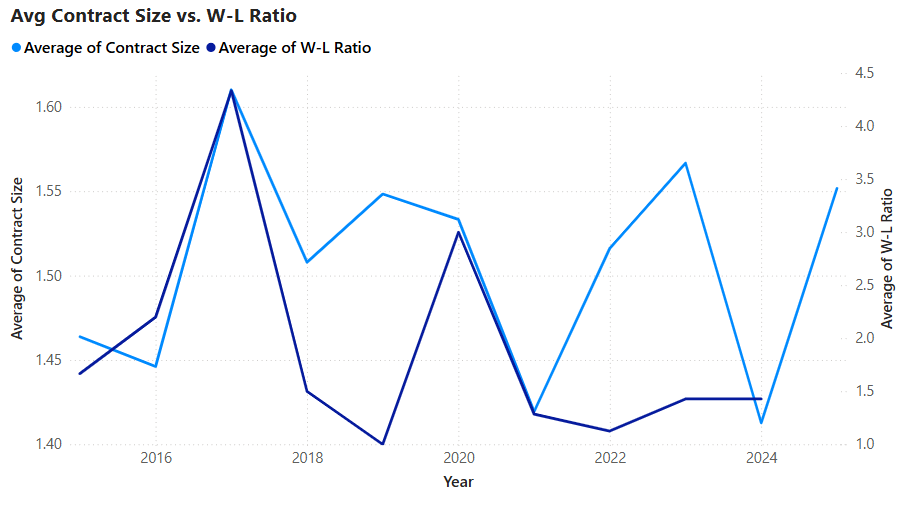 Avg Contract Size vs. W-L Ratio
Average of Contract Size Average of W-L Ratio
4.5
1.60
4.0
3.5
1.55
3.0
1.50
2.5
2.0
1.45
1.5
1.40
1.0
Average of Contract Size
Average of W-L Ratio
2016 2018 2020 2022 2024
Year